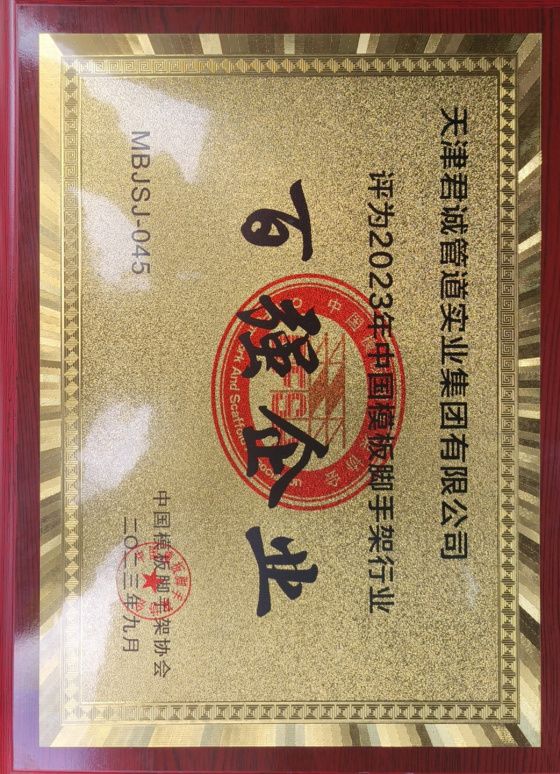 天津君诚管道实业集团有限公司
评为2023年中国模板脚手架行业
百强企业
MBJSJ-045
中国模板脚手架协会
二〇二三年九月